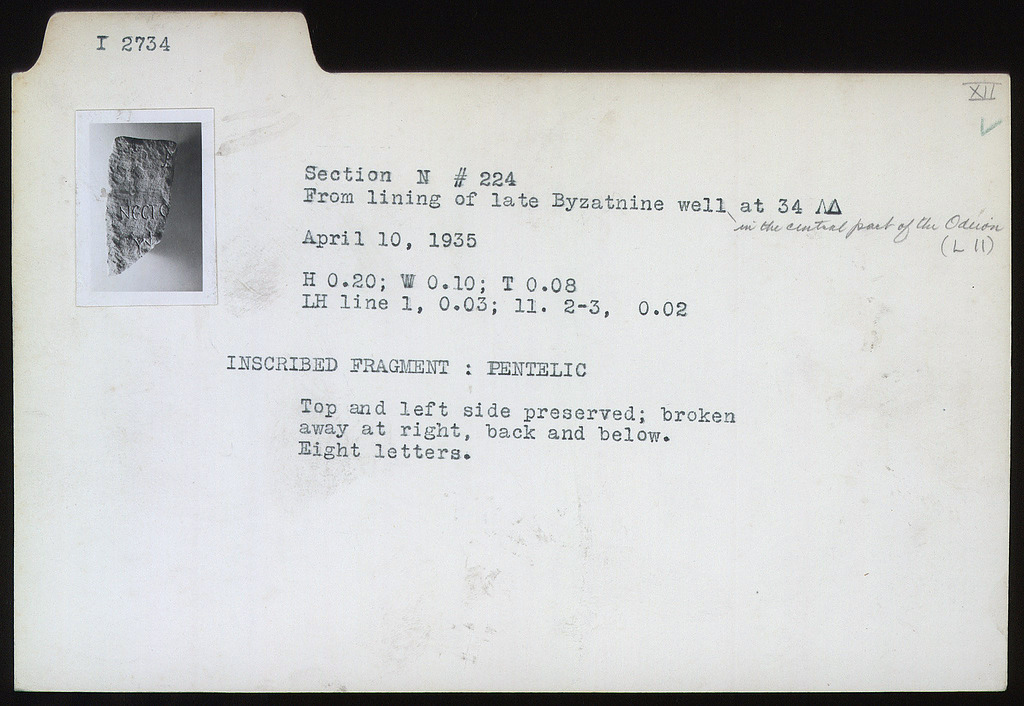 I 2734
XII
Section N # 224
From lining of late Byzatnine well at 34 ΛΔ
in the central part of the Odeion
(L 11)
April 10, 1935
H 0.20; W 0.10; T 0.08
LH line 1, 0.03; 11. 2-3, 0.02
INSCRIBED FRAGMENT : PENTELIC
Top and left side preserved; broken
away at right, back and below.
Eight letters.